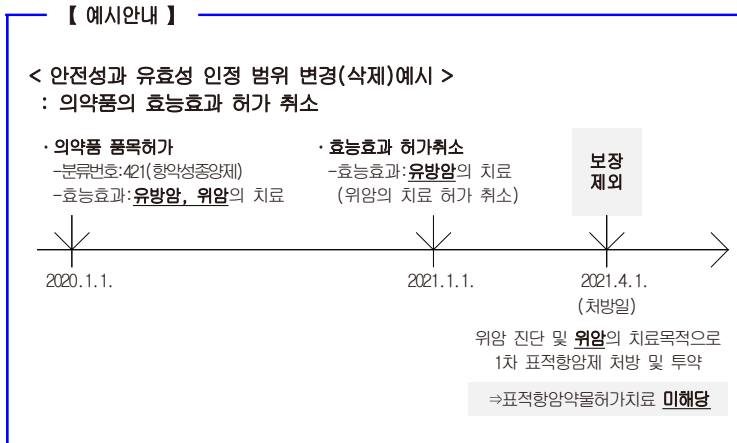 【 예시안내 】
< 안전성과 유효성 인정 범위 변경(삭제)예시 >
: 의약품의 효능효과 허가 취소
· 의약품 품목허가
-분류번호:421(항악성종양제)
-효능효과:유방암, 위암의 치료
· 효능효과 허가취소
-효능효과:유방암의 치료
(위암의 치료 허가 취소)
보장
제외
2020.1.1.
2021.1.1.
2021.4.1.
(처방일)
위암 진단 및 위암의 치료목적으로
1차 표적항암제 처방 및 투약
⇒표적항암약물허가치료 미해당